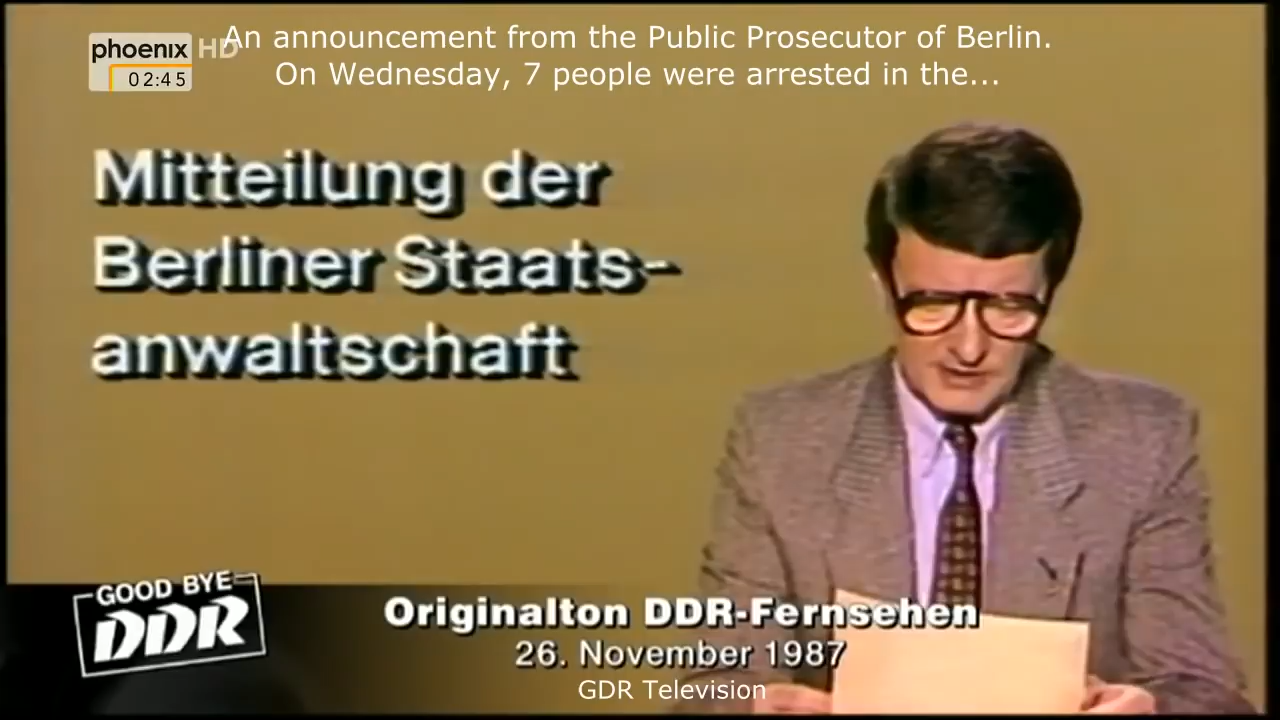 An announcement from the Public Prosecutor of Berlin.
On Wednesday, 7 people were arrested in the...
phoenix HD
02:45
Mitteilung der
Berliner Staats-
anwaltschaft
GOOD BYE
DDR
Originalton DDR-Fernsehen
26. November 1987
GDR Television